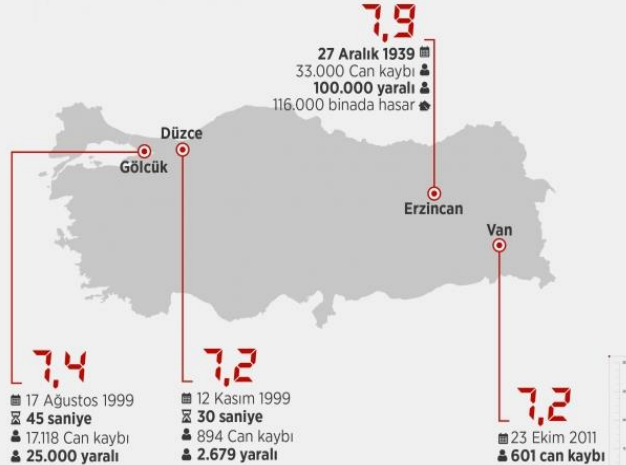 7,9
27 Aralık 1939
33.000 Can kaybı
100.000 yaralı
116.000 binada hasar
Düzce
Gölcük
Erzincan
Van
7,4
17 Ağustos 1999
45 saniye
17.118 Can kaybı
25.000 yaralı
7,2
12 Kasım 1999
30 saniye
894 Can kaybı
2.679 yaralı
7,2
23 Ekim 2011
601 can kaybı